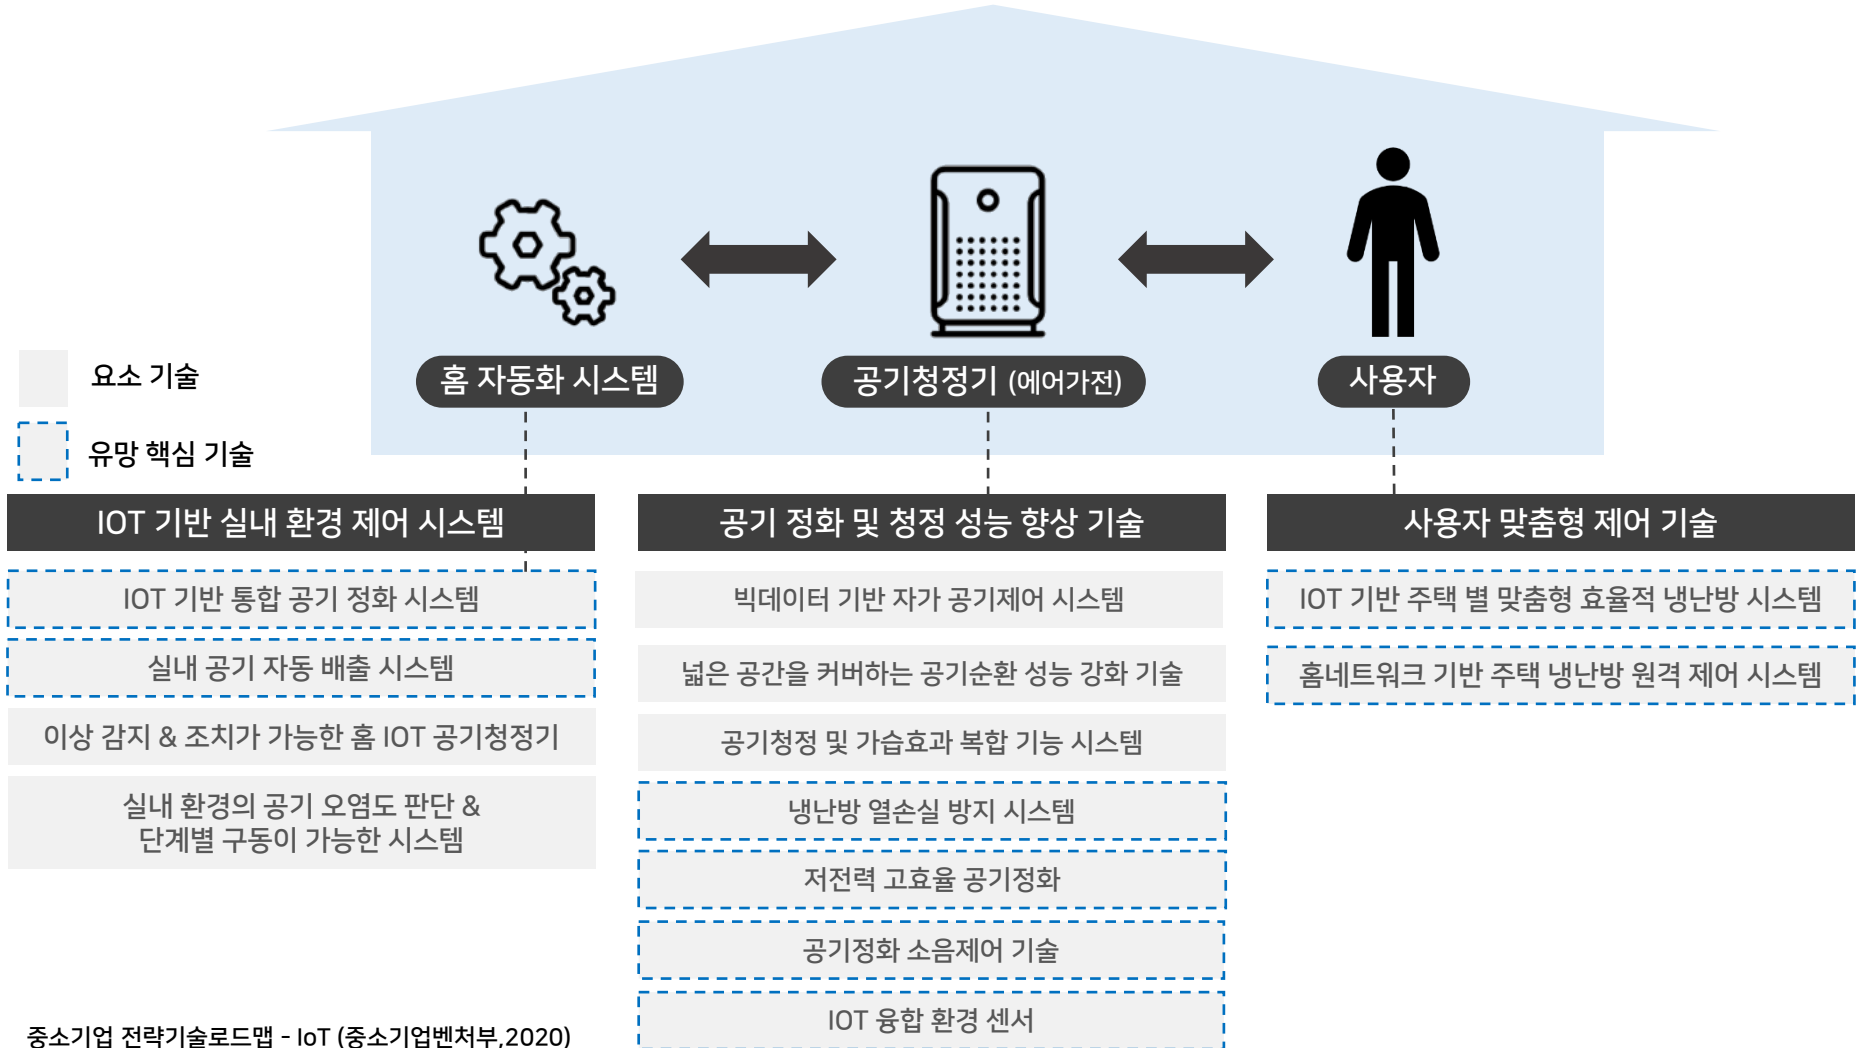 홈 자동화 시스템
공기청정기 (에어가전)
사용자
요소 기술
유망 핵심 기술
IOT 기반 실내 환경 제어 시스템
IOT 기반 통합 공기 정화 시스템
실내 공기 자동 배출 시스템
이상 감지 & 조치가 가능한 홈 IOT 공기청정기
실내 환경의 공기 오염도 판단 &
단계별 구동이 가능한 시스템
공기 정화 및 청정 성능 향상 기술
빅데이터 기반 자가 공기제어 시스템
넓은 공간을 커버하는 공기순환 성능 강화 기술
공기청정 및 가습효과 복합 기능 시스템
냉난방 열손실 방지 시스템
저전력 고효율 공기정화
공기정화 소음제어 기술
IOT 융합 환경 센서
사용자 맞춤형 제어 기술
IOT 기반 주택 별 맞춤형 효율적 냉난방 시스템
홈네트워크 기반 주택 냉난방 원격 제어 시스템
중소기업 전략기술로드맵 - IoT (중소기업벤처부,2020)